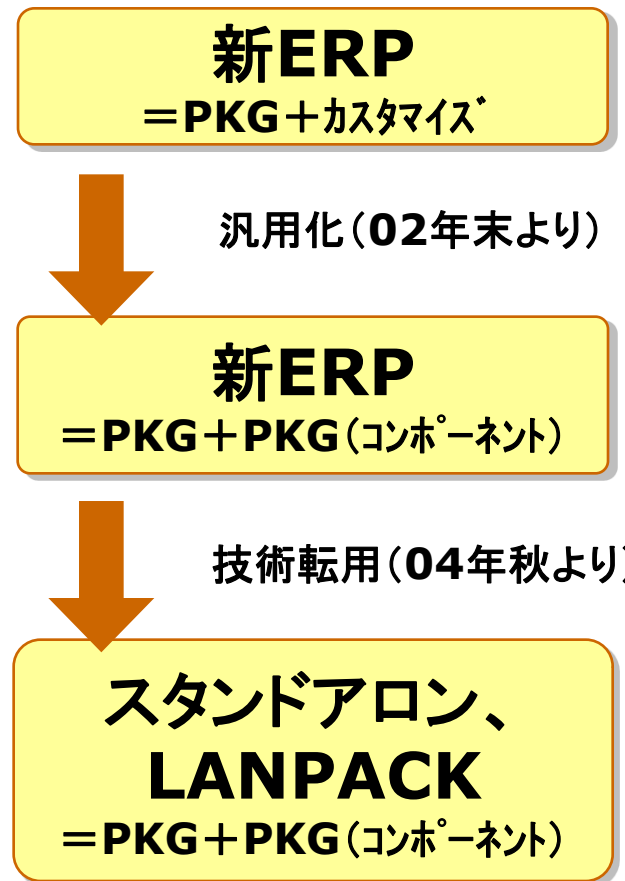 新ERP
＝PKG＋ｶｽﾀﾏｲｽﾞ
汎用化（02年末より）
新ERP
＝PKG＋PKG（ｺﾝﾎﾟｰﾈﾝﾄ）
技術転用（04年秋より）
スタンドアロン、
LANPACK
＝PKG＋PKG（ｺﾝﾎﾟｰﾈﾝﾄ）